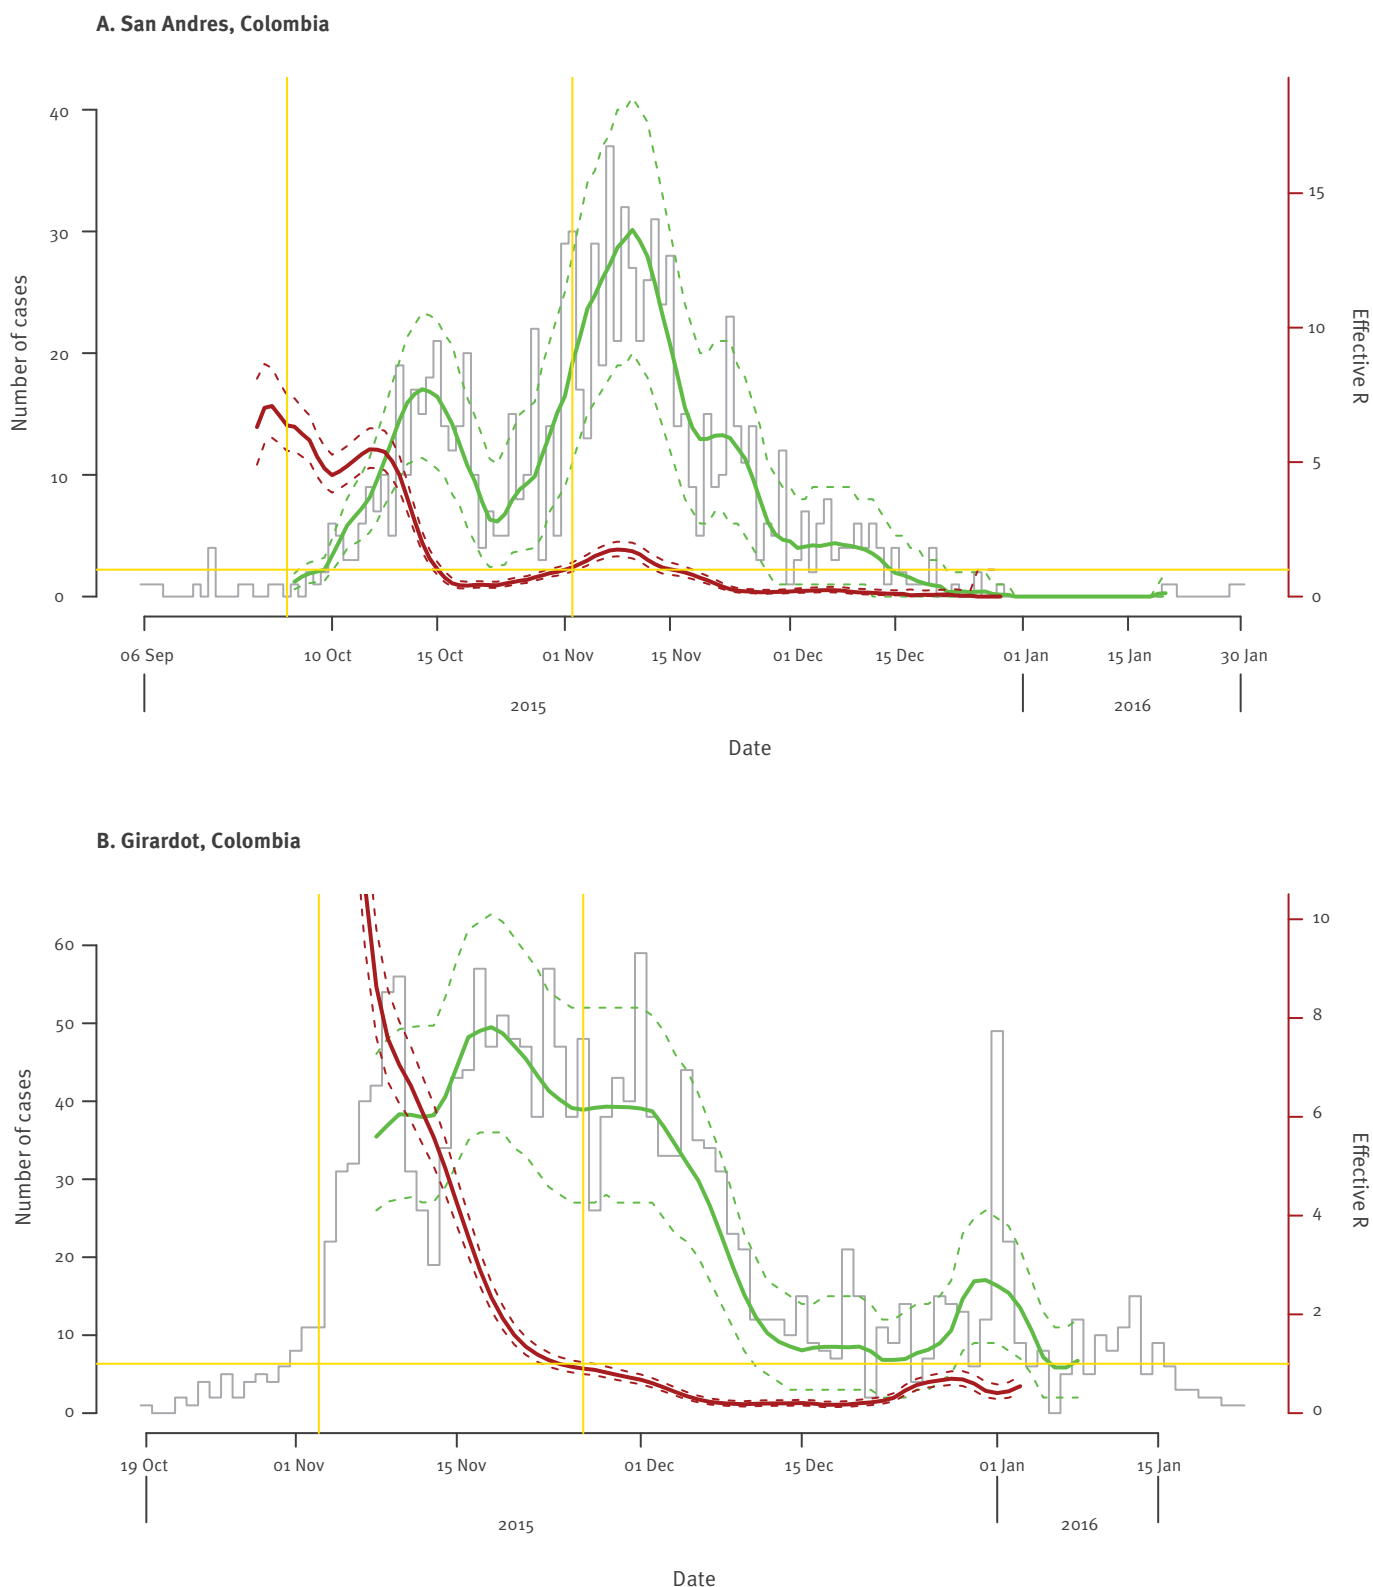 A. San Andres, Colombia
40
30
20
10
0
Number of cases
15
10
5
0
Effective R
06 Sep 10 Oct 15 Oct 01 Nov 15 Nov 01 Dec 15 Dec 01 Jan 15 Jan 30 Jan
2015 2016
Date
B. Girardot, Colombia
60
50
40
30
20
10
0
Number of cases
10
8
6
4
2
0
Effective R
19 Oct 01 Nov 15 Nov 01 Dec 15 Dec 01 Jan 15 Jan
2015 2016
Date